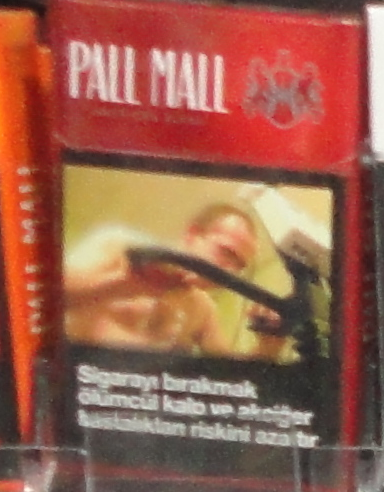 PALL MALL
PALL MALL
Sigarayı bırakmak
ölümcül kalp ve akciğer
hastalıkları riskini azaltır